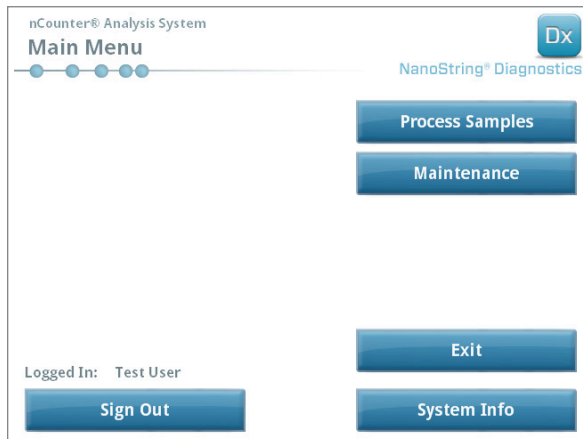 nCounter® Analysis System
Main Menu
Dx
NanoString® Diagnostics
Process Samples
Maintenance
Exit
Logged In: Test User
Sign Out
System Info